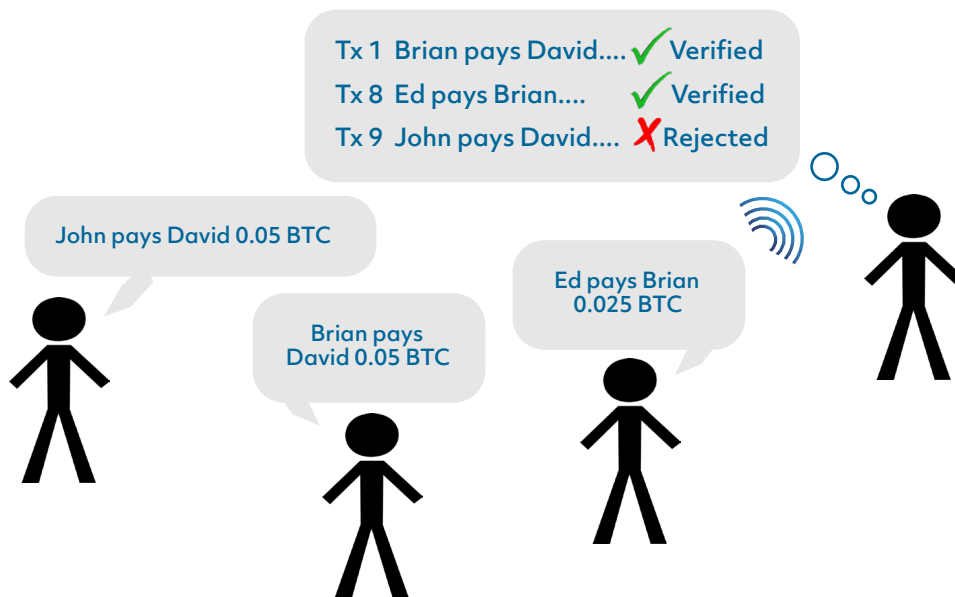 Tx 1 Brian pays David.... Verified
Tx 8 Ed pays Brian.... Verified
Tx 9 John pays David.... Rejected
John pays David 0.05 BTC
Ed pays Brian
0.025 BTC
Brian pays
David 0.05 BTC